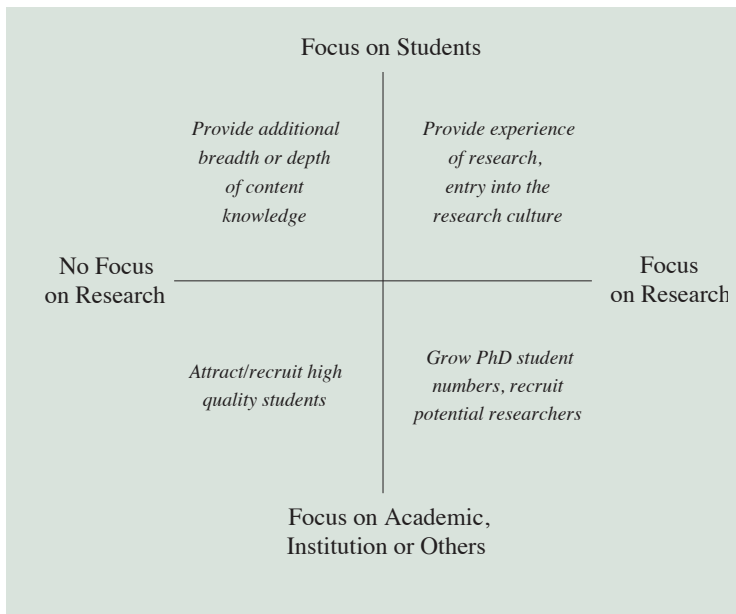 Focus on Students
Provide additional
breadth or depth
of content
knowledge
Provide experience
of research,
entry into the
research culture
No Focus
on Research
Focus
on Research
Attract/recruit high
quality students
Grow PhD student
numbers, recruit
potential researchers
Focus on Academic,
Institution or Others